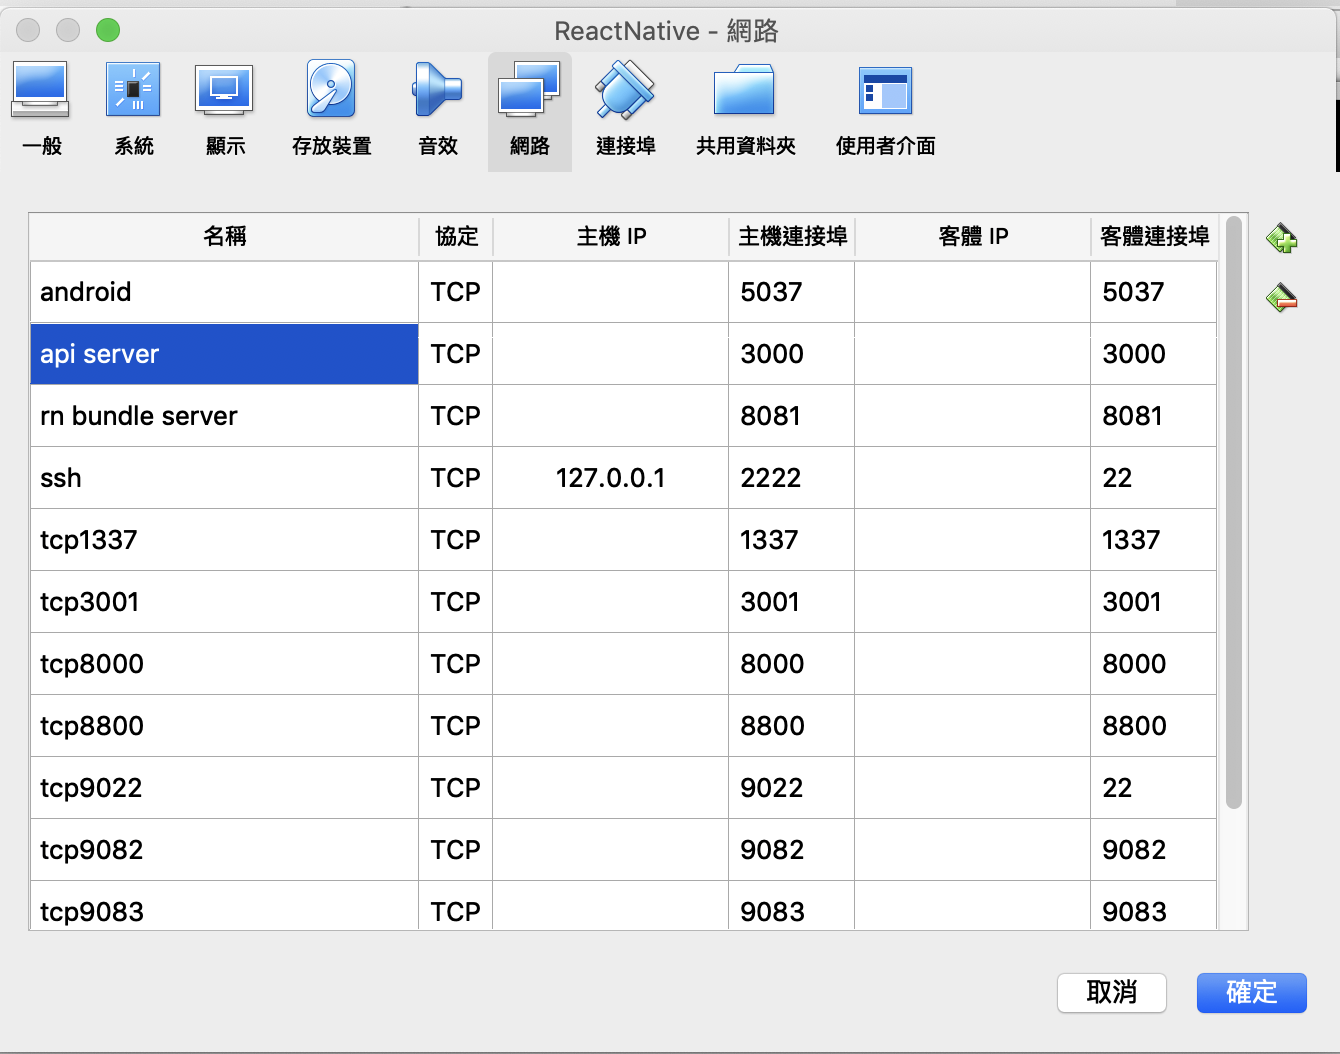 ReactNative - 網路
一般 系統 顯示 存放裝置 音效 網路 連接埠 共用資料夾 使用者介面
名稱 協定 主機 IP 主機連接埠 客體 IP 客體連接埠
android TCP 5037 5037
api server TCP 3000 3000
rn bundle server TCP 8081 8081
ssh TCP 127.0.0.1 2222 22
tcp1337 TCP 1337 1337
tcp3001 TCP 3001 3001
tcp8000 TCP 8000 8000
tcp8800 TCP 8800 8800
tcp9022 TCP 9022 22
tcp9082 TCP 9082 9082
tcp9083 TCP 9083 9083
取消 確定